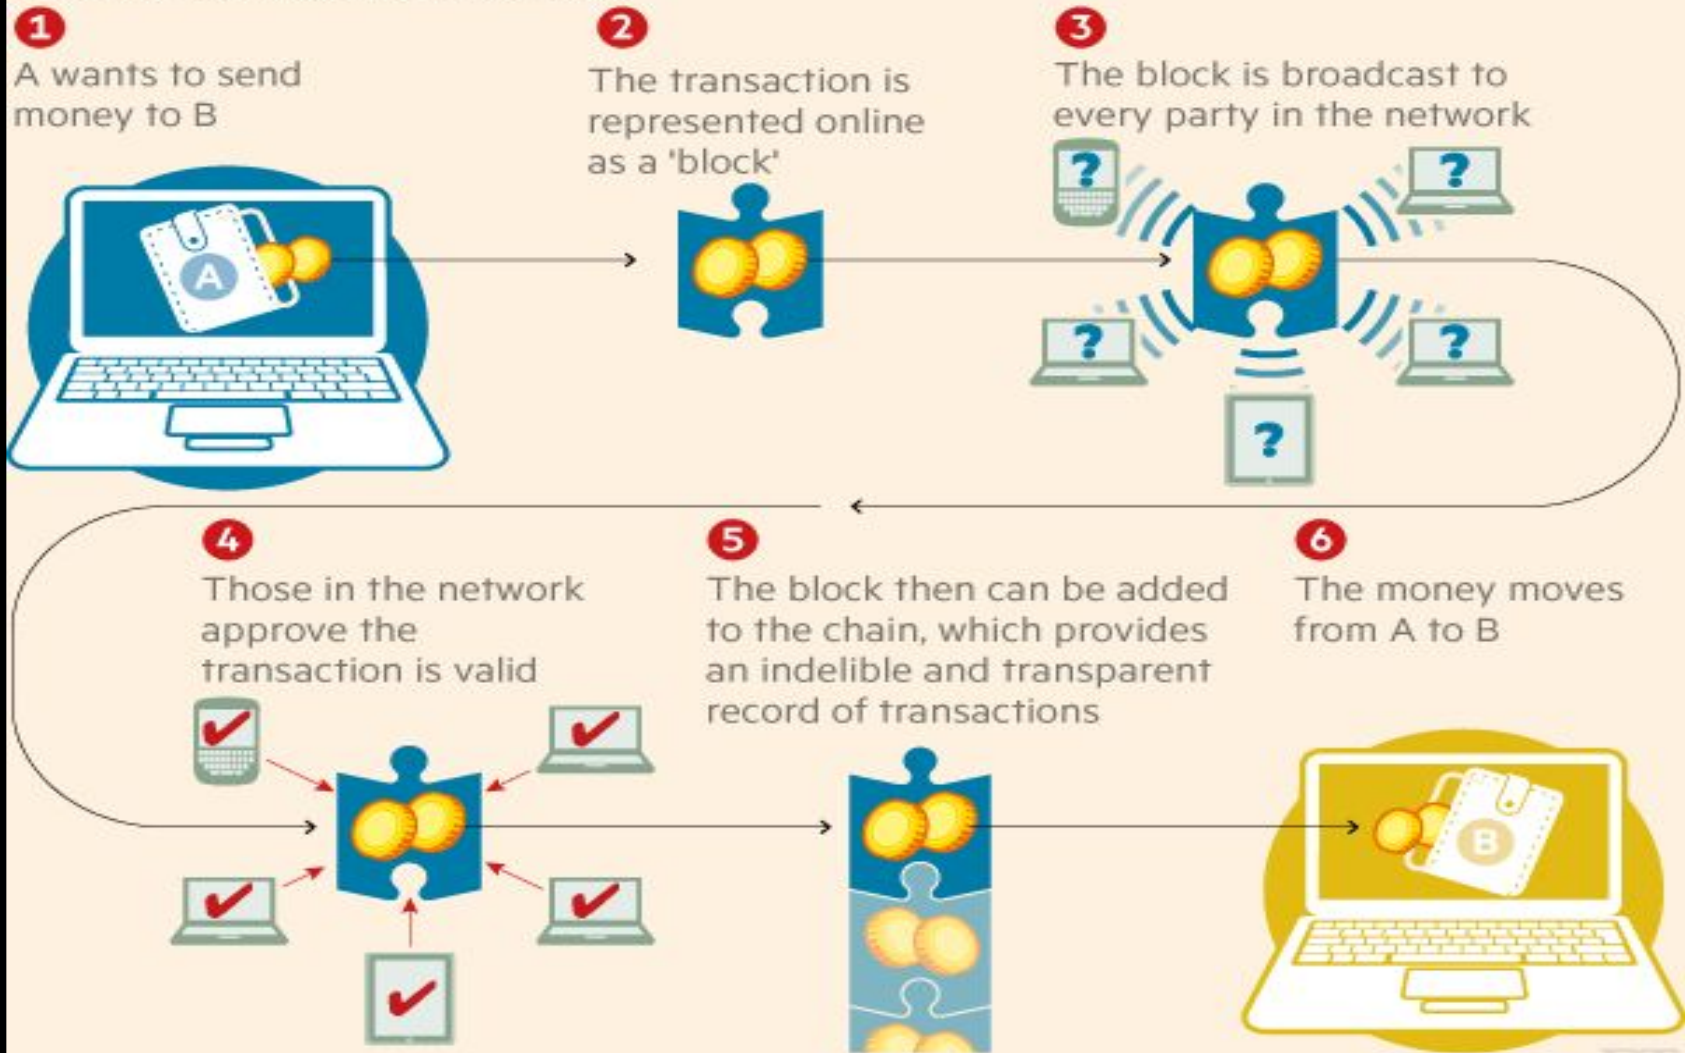 1
A wants to send
money to B
A
2
The transaction is
represented online
as a 'block'
3
The block is broadcast to
every party in the network
?
?
?
?
?
4
Those in the network
approve the
transaction is valid
5
The block then can be added
to the chain, which provides
an indelible and transparent
record of transactions
6
The money moves
from A to B
B